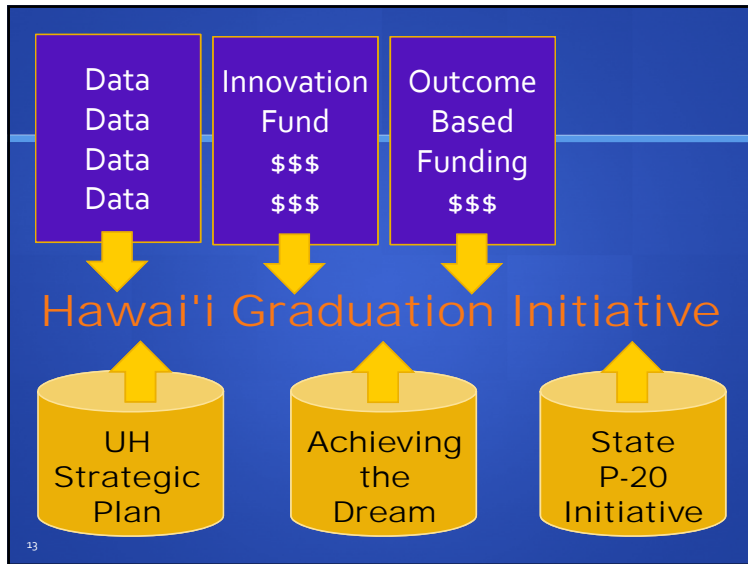 Data
Data
Data
Data
Innovation
Fund
$$$
$$$
Outcome
Based
Funding
$$$
Hawai'i Graduation Initiative
UH
Strategic
Plan
Achieving
the
Dream
State
P-20
Initiative
13